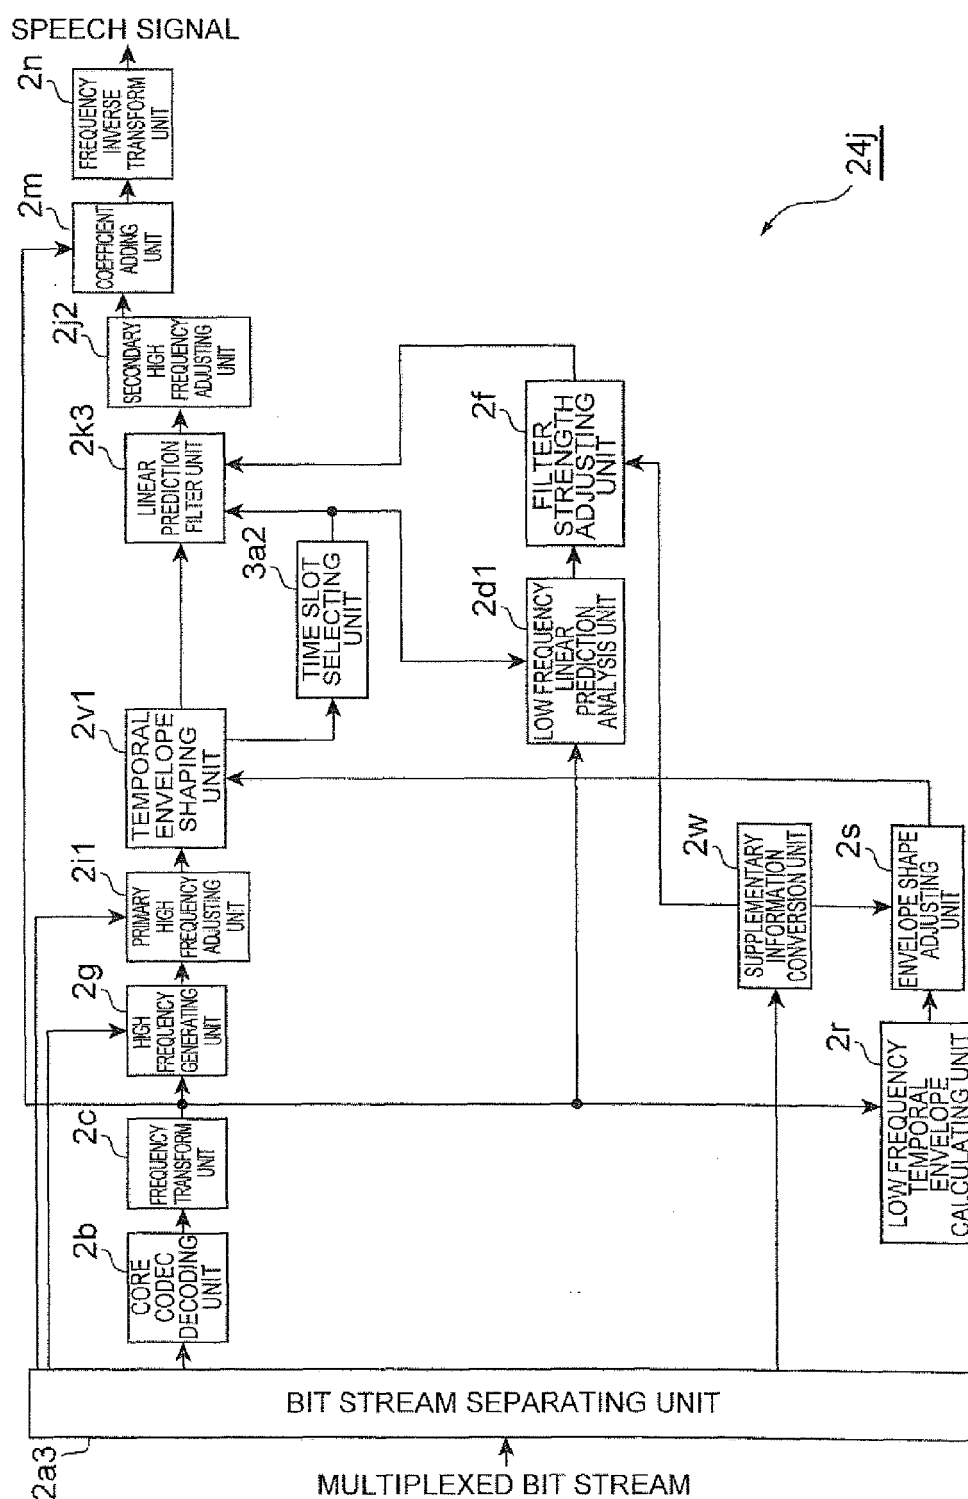 SPEECH SIGNAL
2n
FREQUENCY
INVERSE
TRANSFORM
UNIT
2m
COEFFICIENT
ADDING
UNIT
2j2
SECONDARY
HIGH
FREQUENCY
ADJUSTING
UNIT
2k3
LINEAR
PREDICTION
FILTER UNIT
3a2
TIME SLOT
SELECTING
UNIT
2f
FILTER
STRENGTH
ADJUSTING
UNIT
2d1
LOW FREQUENCY
LINEAR
PREDICTION
ANALYSIS UNIT
2v1
TEMPORAL
ENVELOPE
SHAPING
UNIT
2i1
PRIMARY
HIGH
FREQUENCY
ADJUSTING
UNIT
2g
HIGH
FREQUENCY
GENERATING
UNIT
2c
FREQUENCY
TRANSFORM
UNIT
2b
CORE
CODEC
DECODING
UNIT
2w
SUPPLEMENTARY
INFORMATION
CONVERSION UNIT
2s
ENVELOPE SHAPE
ADJUSTING
UNIT
2r
LOW FREQUENCY
TEMPORAL
ENVELOPE
CALCULATING UNIT
24j
BIT STREAM SEPARATING UNIT
2a3
MULTIPLEXED BIT STREAM